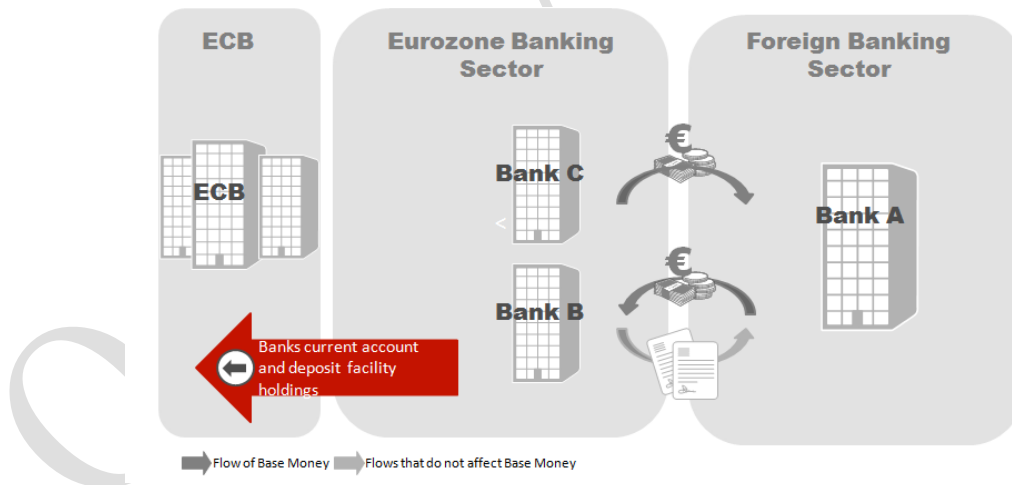 ECB
Eurozone Banking
Sector
Foreign Banking
Sector
€
Bank C
ECB
Bank A
<
€
Bank B
Banks current account
and deposit facility
holdings
Flow of Base Money
Flows that do not affect Base Money